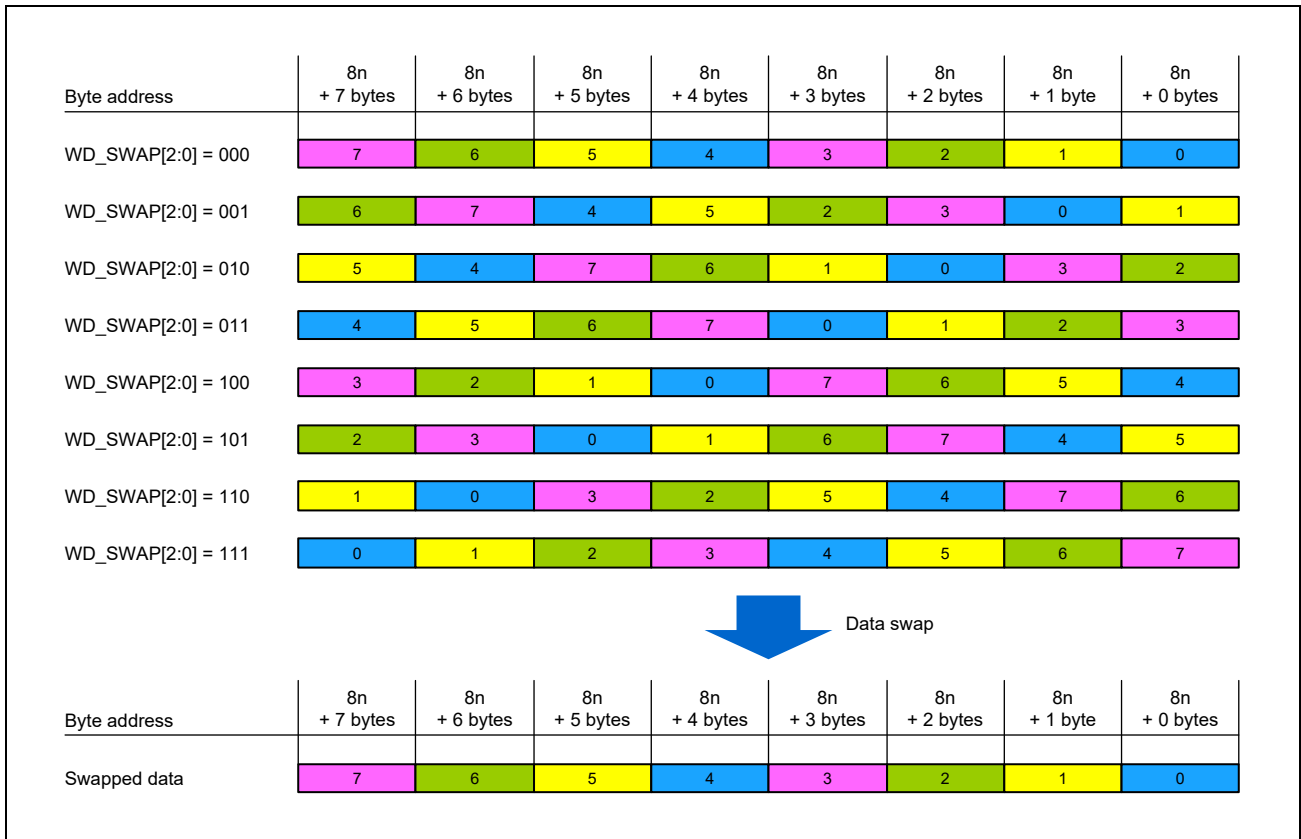 Byte address 8n + 7 bytes 8n + 6 bytes 8n + 5 bytes 8n + 4 bytes 8n + 3 bytes 8n + 2 bytes 8n + 1 byte 8n + 0 bytes
WD_SWAP[2:0] = 000 7 6 5 4 3 2 1 0
WD_SWAP[2:0] = 001 6 7 4 5 2 3 0 1
WD_SWAP[2:0] = 010 5 4 7 6 1 0 3 2
WD_SWAP[2:0] = 011 4 5 6 7 0 1 2 3
WD_SWAP[2:0] = 100 3 2 1 0 7 6 5 4
WD_SWAP[2:0] = 101 2 3 0 1 6 7 4 5
WD_SWAP[2:0] = 110 1 0 3 2 5 4 7 6
WD_SWAP[2:0] = 111 0 1 2 3 4 5 6 7
Data swap
Byte address 8n + 7 bytes 8n + 6 bytes 8n + 5 bytes 8n + 4 bytes 8n + 3 bytes 8n + 2 bytes 8n + 1 byte 8n + 0 bytes
Swapped data 7 6 5 4 3 2 1 0